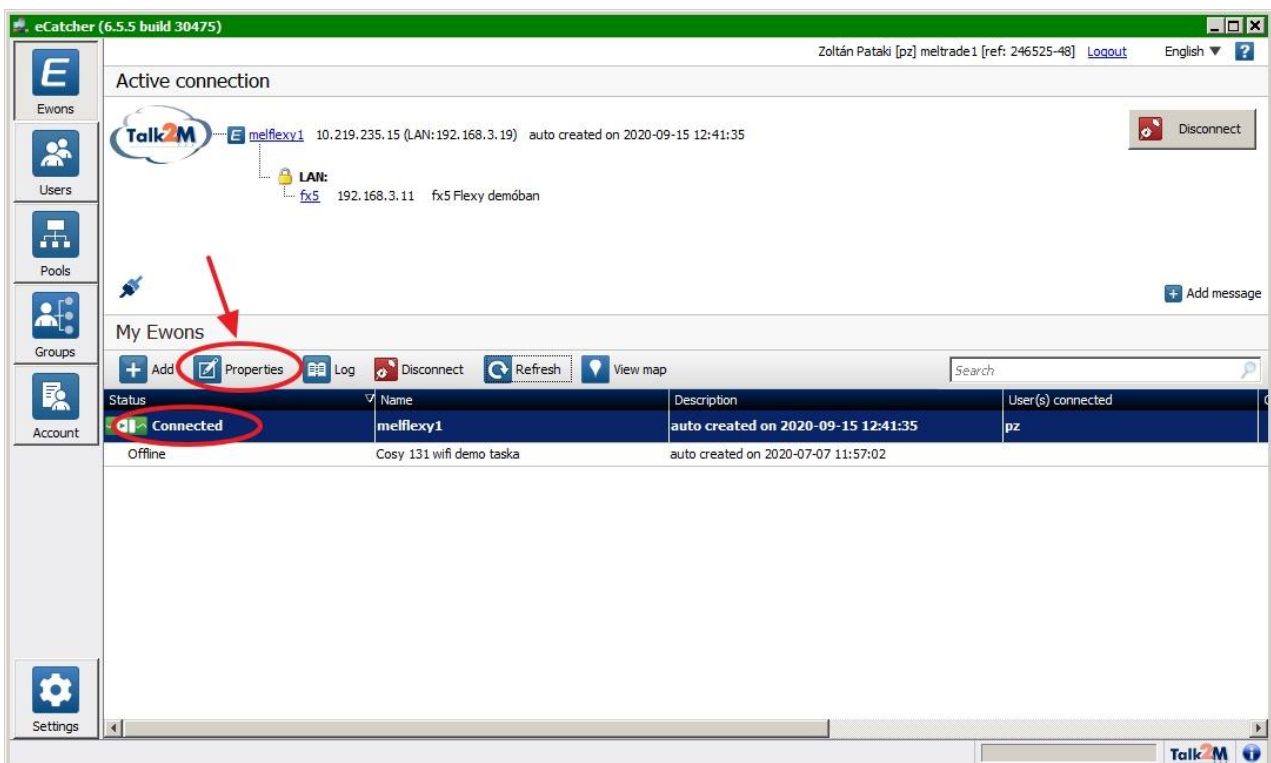 eCatcher (6.5.5 build 30475)
Zoltán Pataki [pz] meltrade1 [ref: 246525-48] Logout English ?
Ewons
Users
Pools
Groups
Account
Settings
Active connection
Talk2M E melflexy1 10.219.235.15 (LAN:192.168.3.19) auto created on 2020-09-15 12:41:35
Disconnect
LAN:
fx5 192.168.3.11 fx5 Flexy demóban
Add message
My Ewons
Add Properties Log Disconnect Refresh View map Search
Status Name Description User(s) connected
Connected melflexy1 auto created on 2020-09-15 12:41:35 pz
Offline Cosy 131 wifi demo taska auto created on 2020-07-07 11:57:02
Talk2M